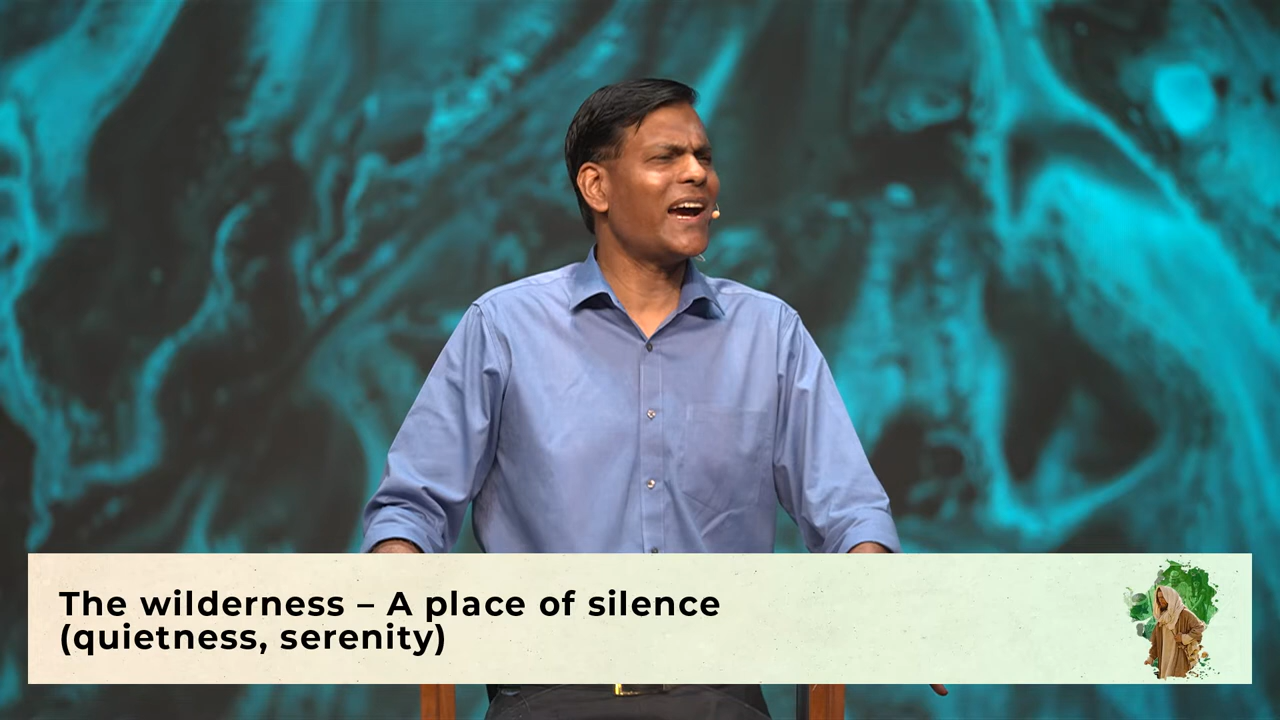 The wilderness – A place of silence
(quietness, serenity)